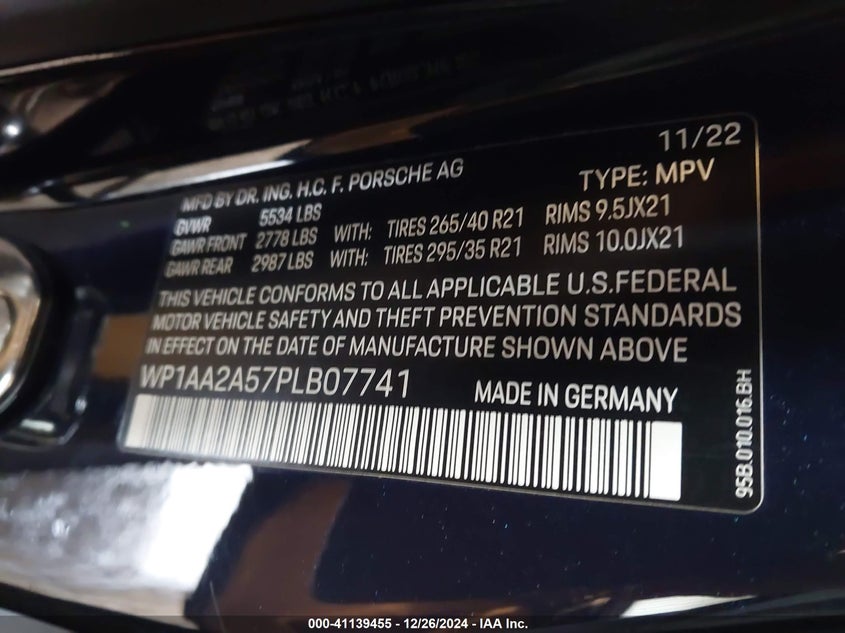 11/22
MFD BY DR. ING. H.C. F. PORSCHE AG TYPE: MPV
GVWR 5534 LBS
GAWR FRONT 2778 LBS WITH: TIRES 265/40 R21 RIMS 9.5JX21
GAWR REAR 2987 LBS WITH: TIRES 295/35 R21 RIMS 10.0JX21
THIS VEHICLE CONFORMS TO ALL APPLICABLE U.S.FEDERAL
MOTOR VEHICLE SAFETY AND THEFT PREVENTION STANDARDS
IN EFFECT ON THE DATE OF MANUFACTURE SHOWN ABOVE
WP1AA2A57PLB07741 MADE IN GERMANY
95B.010.016.BH
000-41139455 - 12/26/2024 - IAA Inc.